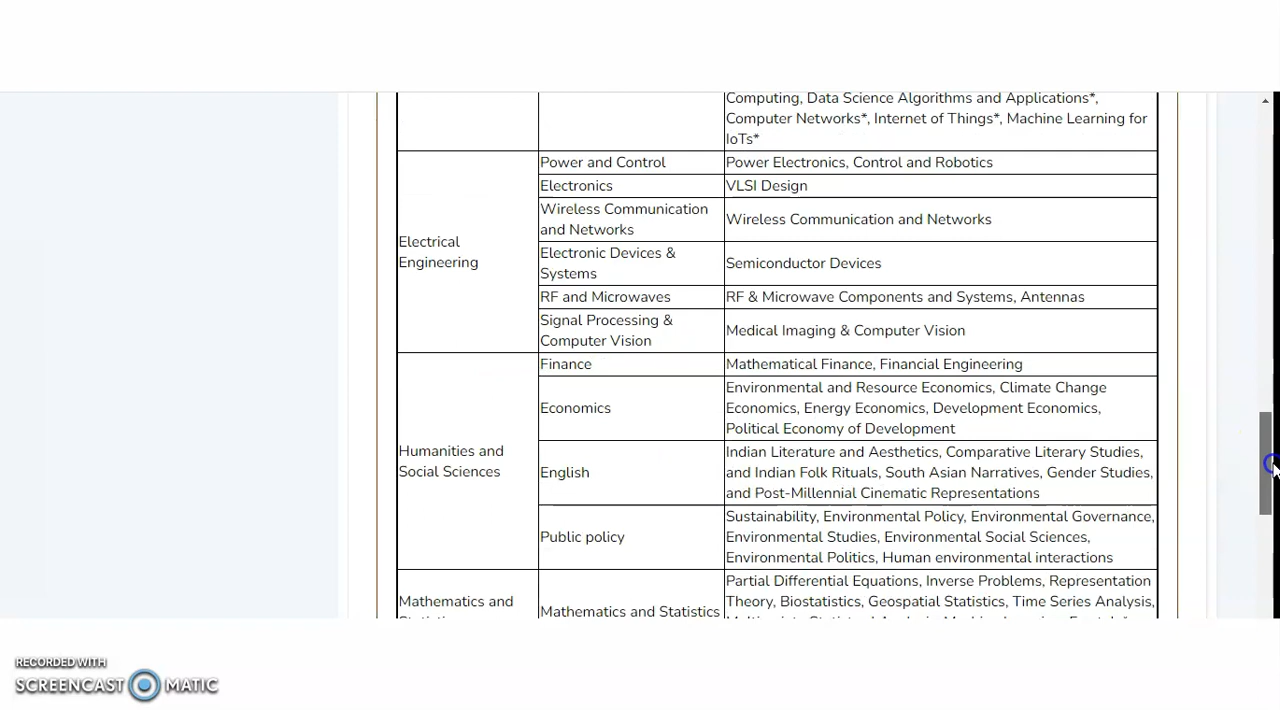 Computing, Data Science Algorithms and Applications*,
Computer Networks*, Internet of Things*, Machine Learning for
IoTs*
Electrical
Engineering
Power and Control
Power Electronics, Control and Robotics
Electronics
VLSI Design
Wireless Communication
and Networks
Wireless Communication and Networks
Electronic Devices &
Systems
Semiconductor Devices
RF and Microwaves
RF & Microwave Components and Systems, Antennas
Signal Processing &
Computer Vision
Medical Imaging & Computer Vision
Humanities and
Social Sciences
Finance
Mathematical Finance, Financial Engineering
Economics
Environmental and Resource Economics, Climate Change
Economics, Energy Economics, Development Economics,
Political Economy of Development
English
Indian Literature and Aesthetics, Comparative Literary Studies,
and Indian Folk Rituals, South Asian Narratives, Gender Studies,
and Post-Millennial Cinematic Representations
Public policy
Sustainability, Environmental Policy, Environmental Governance,
Environmental Studies, Environmental Social Sciences,
Environmental Politics, Human environmental interactions
Mathematics and
Mathematics and Statistics
Partial Differential Equations, Inverse Problems, Representation
Theory, Biostatistics, Geospatial Statistics, Time Series Analysis,
RECORDED WITH
SCREENCAST MATIC